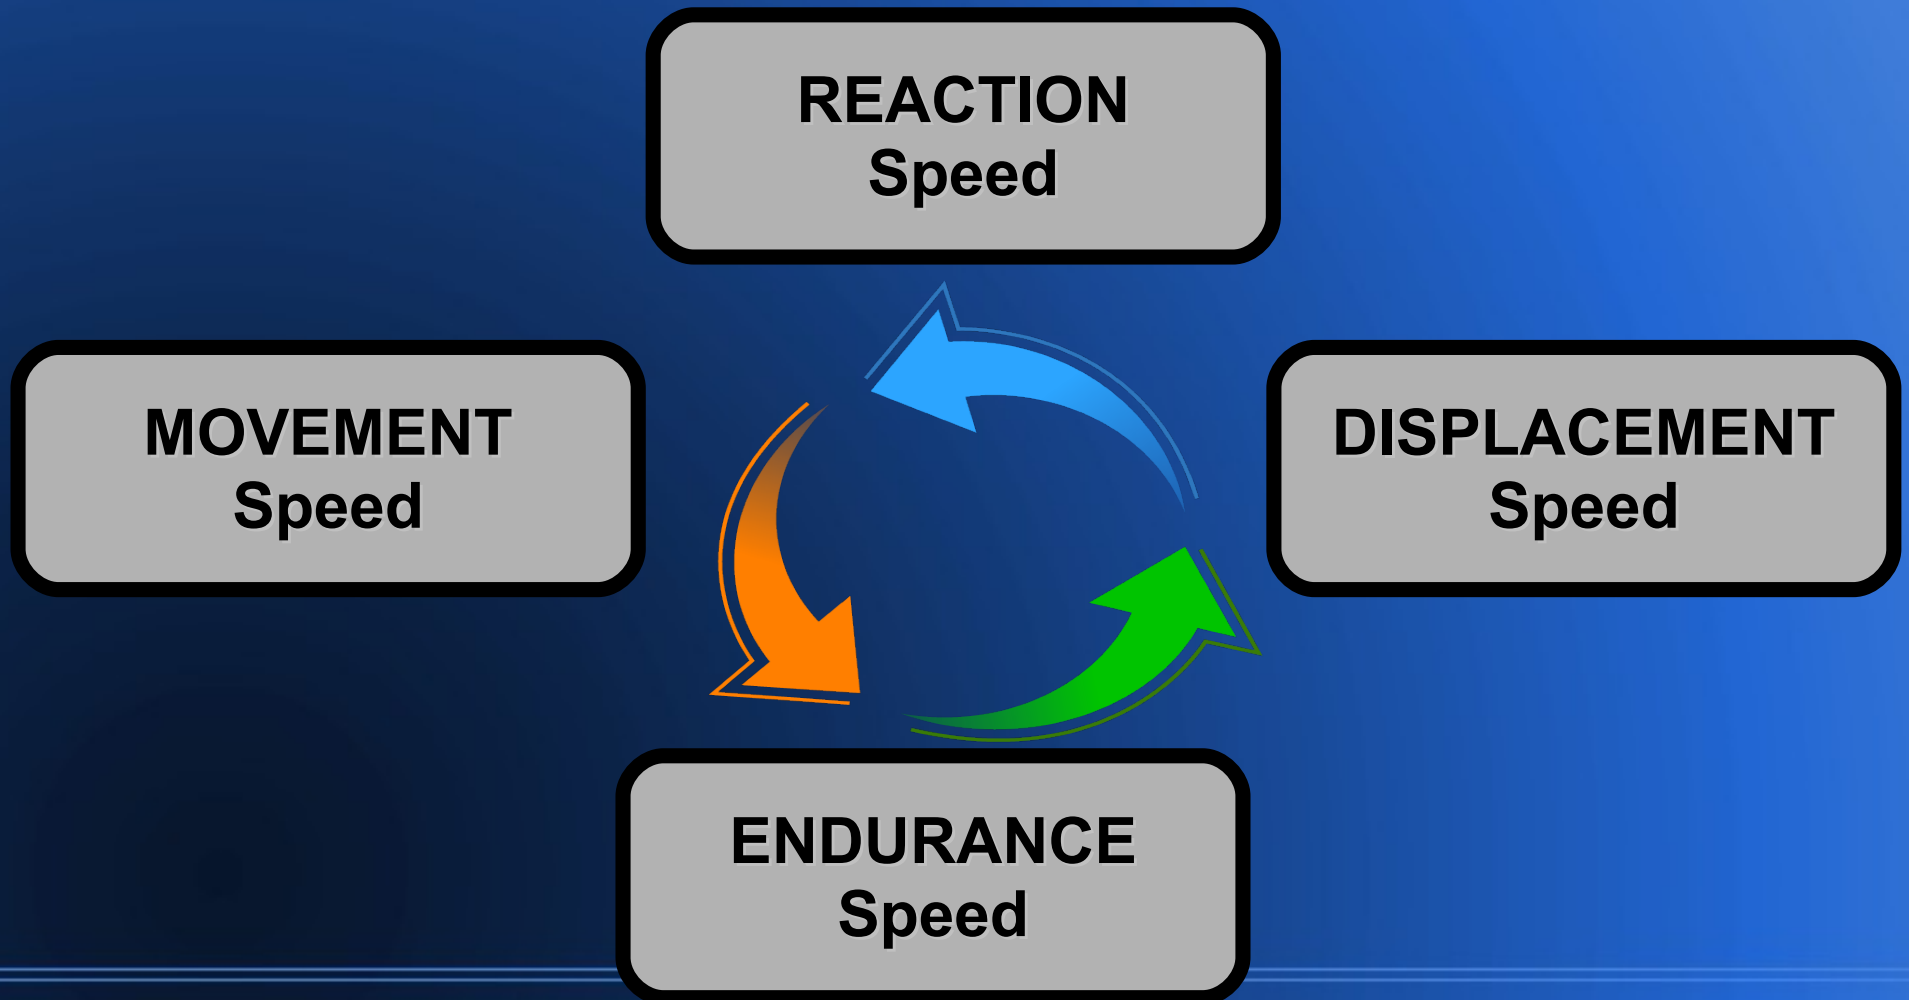 REACTION
Speed
MOVEMENT
Speed
DISPLACEMENT
Speed
ENDURANCE
Speed